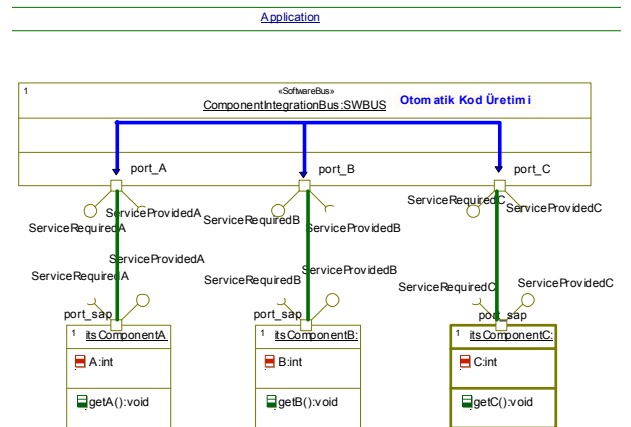 Application
1
«SoftwareBus»
ComponentIntegrationBus:SWBUS
Otomatik Kod Üretimi
port_A
port_B
port_C
ServiceProvidedA
ServiceRequiredA
ServiceRequiredB
ServiceProvidedB
ServiceRequiredC
ServiceProvidedC
ServiceProvidedA
ServiceRequiredA
ServiceProvidedB
ServiceRequiredB
ServiceProvidedC
ServiceRequiredC
port_sap
port_sap
port_sap
1 itsComponentA:
1 itsComponentB:
1 itsComponentC:
A:int
B:int
C:int
getA():void
getB():void
getC():void